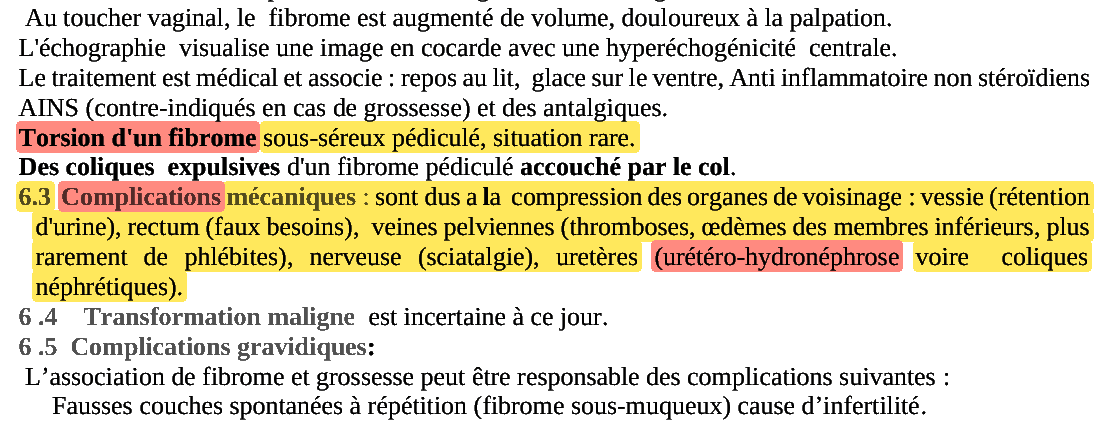 Au toucher vaginal, le fibrome est augmenté de volume, douloureux à la palpation.
L'échographie visualise une image en cocarde avec une hyperéchogénicité centrale.
Le traitement est médical et associe : repos au lit, glace sur le ventre, Anti inflammatoire non stéroïdiens
AINS (contre-indiqués en cas de grossesse) et des antalgiques.
Torsion d'un fibrome sous-séreux pédiculé, situation rare.
Des coliques expulsives d'un fibrome pédiculé accouché par le col.
6.3 Complications mécaniques : sont dus a la compression des organes de voisinage : vessie (rétention
d'urine), rectum (faux besoins), veines pelviennes (thromboses, œdèmes des membres inférieurs, plus
rarement de phlébites), nerveuse (sciatalgie), uretères (urétéro-hydronéphrose voire coliques
néphrétiques).
6 .4 Transformation maligne est incertaine à ce jour.
6 .5 Complications gravidiques:
L’association de fibrome et grossesse peut être responsable des complications suivantes :
Fausses couches spontanées à répétition (fibrome sous-muqueux) cause d’infertilité.